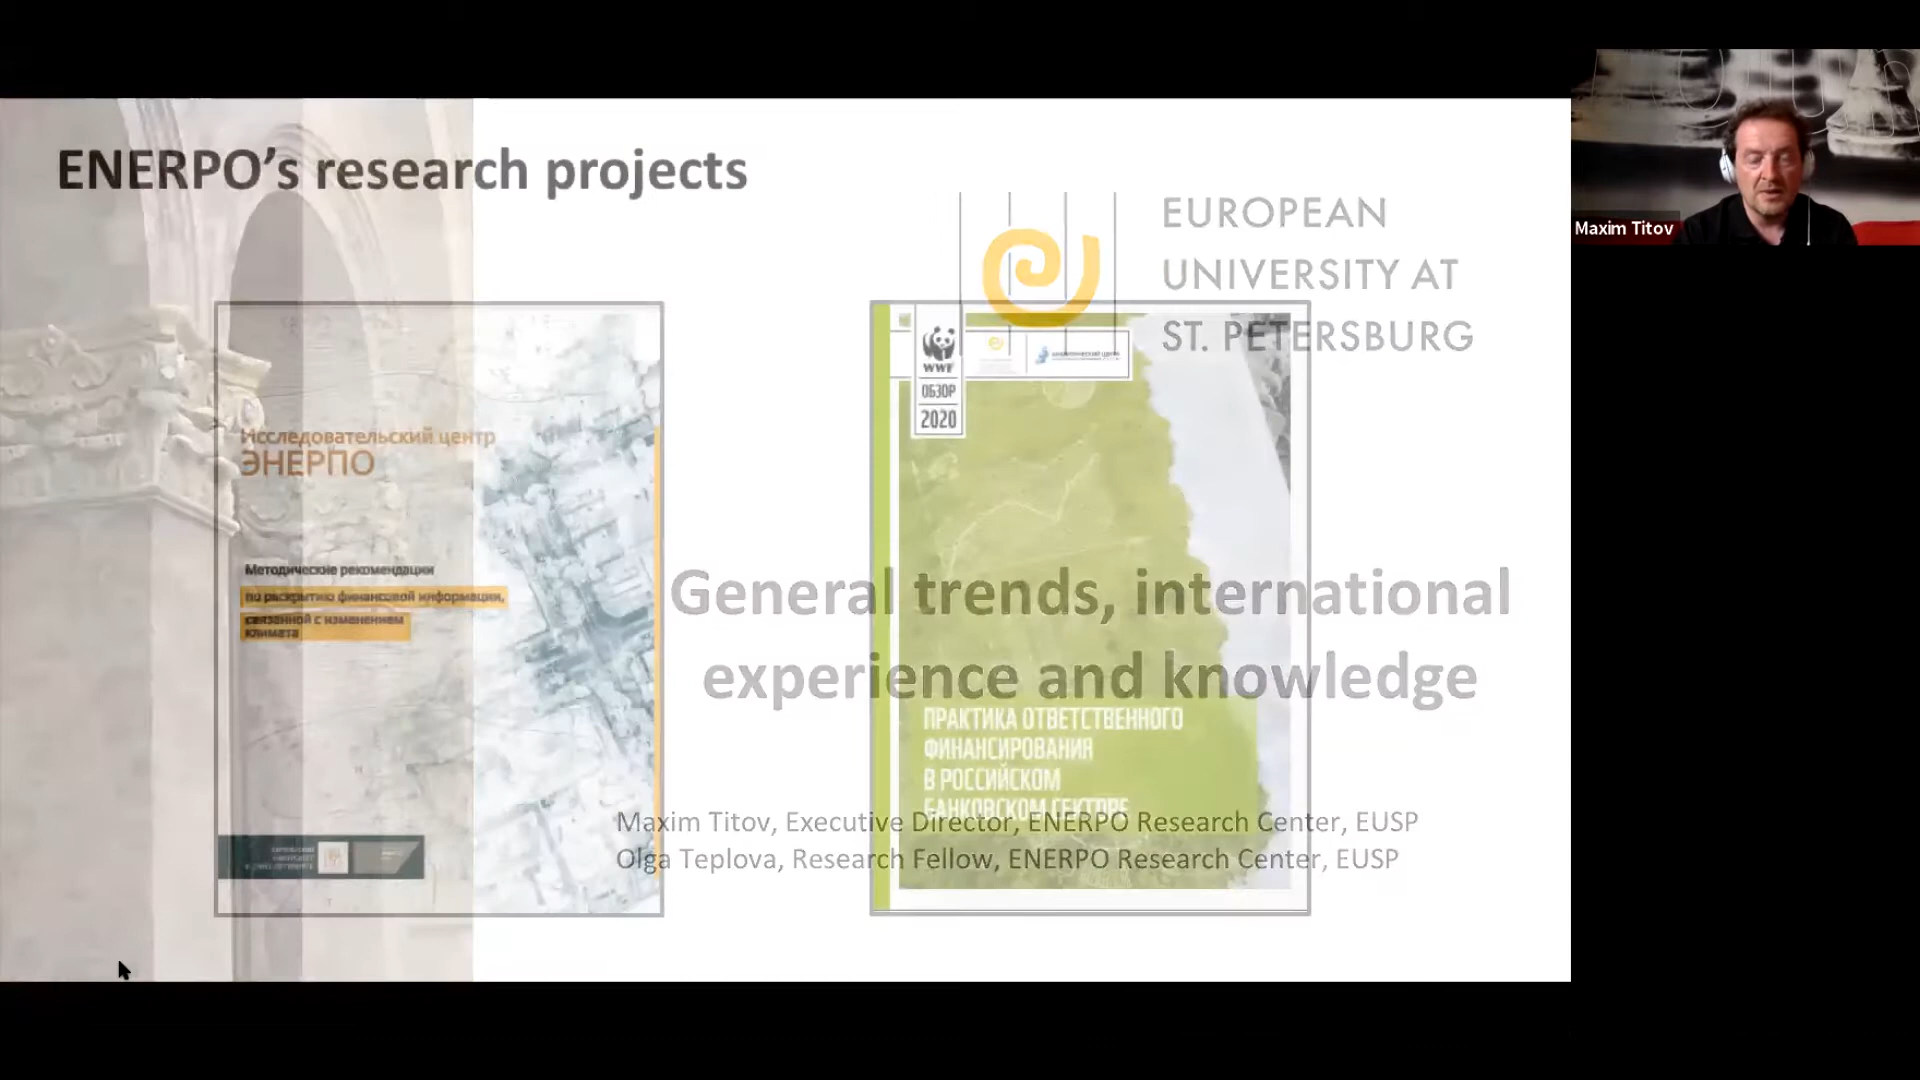 ENERPO’s research projects
EUROPEAN
UNIVERSITY AT
ST. PETERSBURG
Maxim Titov
Исследовательский центр
ЭНЕРПО
Методические рекомендации
по раскрытию финансовой информации,
связанной с изменением
климата
WWF
ОБЗОР
2020
General trends, international
experience and knowledge
ПРАКТИКА ОТВЕТСТВЕННОГО
ФИНАНСИРОВАНИЯ
В РОССИЙСКОМ
БАНКОВСКОМ СЕКТОРЕ
Maxim Titov, Executive Director, ENERPO Research Center, EUSP
Olga Teplova, Research Fellow, ENERPO Research Center, EUSP